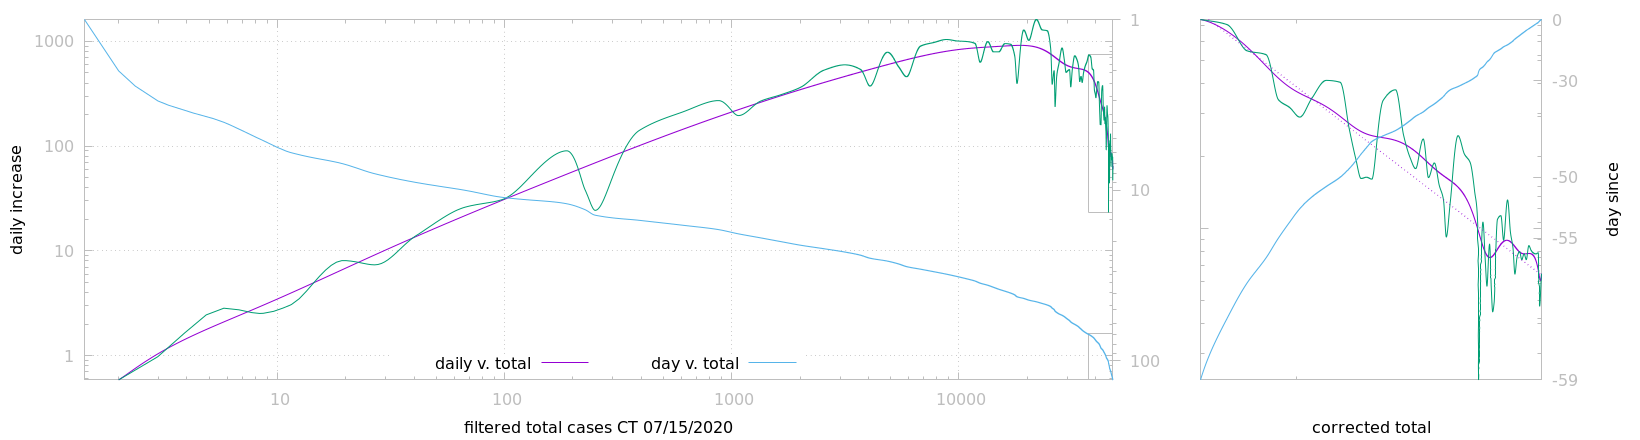 1000
100
10
1
daily increase
10
100
1000
10000
filtered total cases CT 07/15/2020
daily v. total
day v. total
1
10
100
0
-30
-50
-55
-59
day since
corrected total